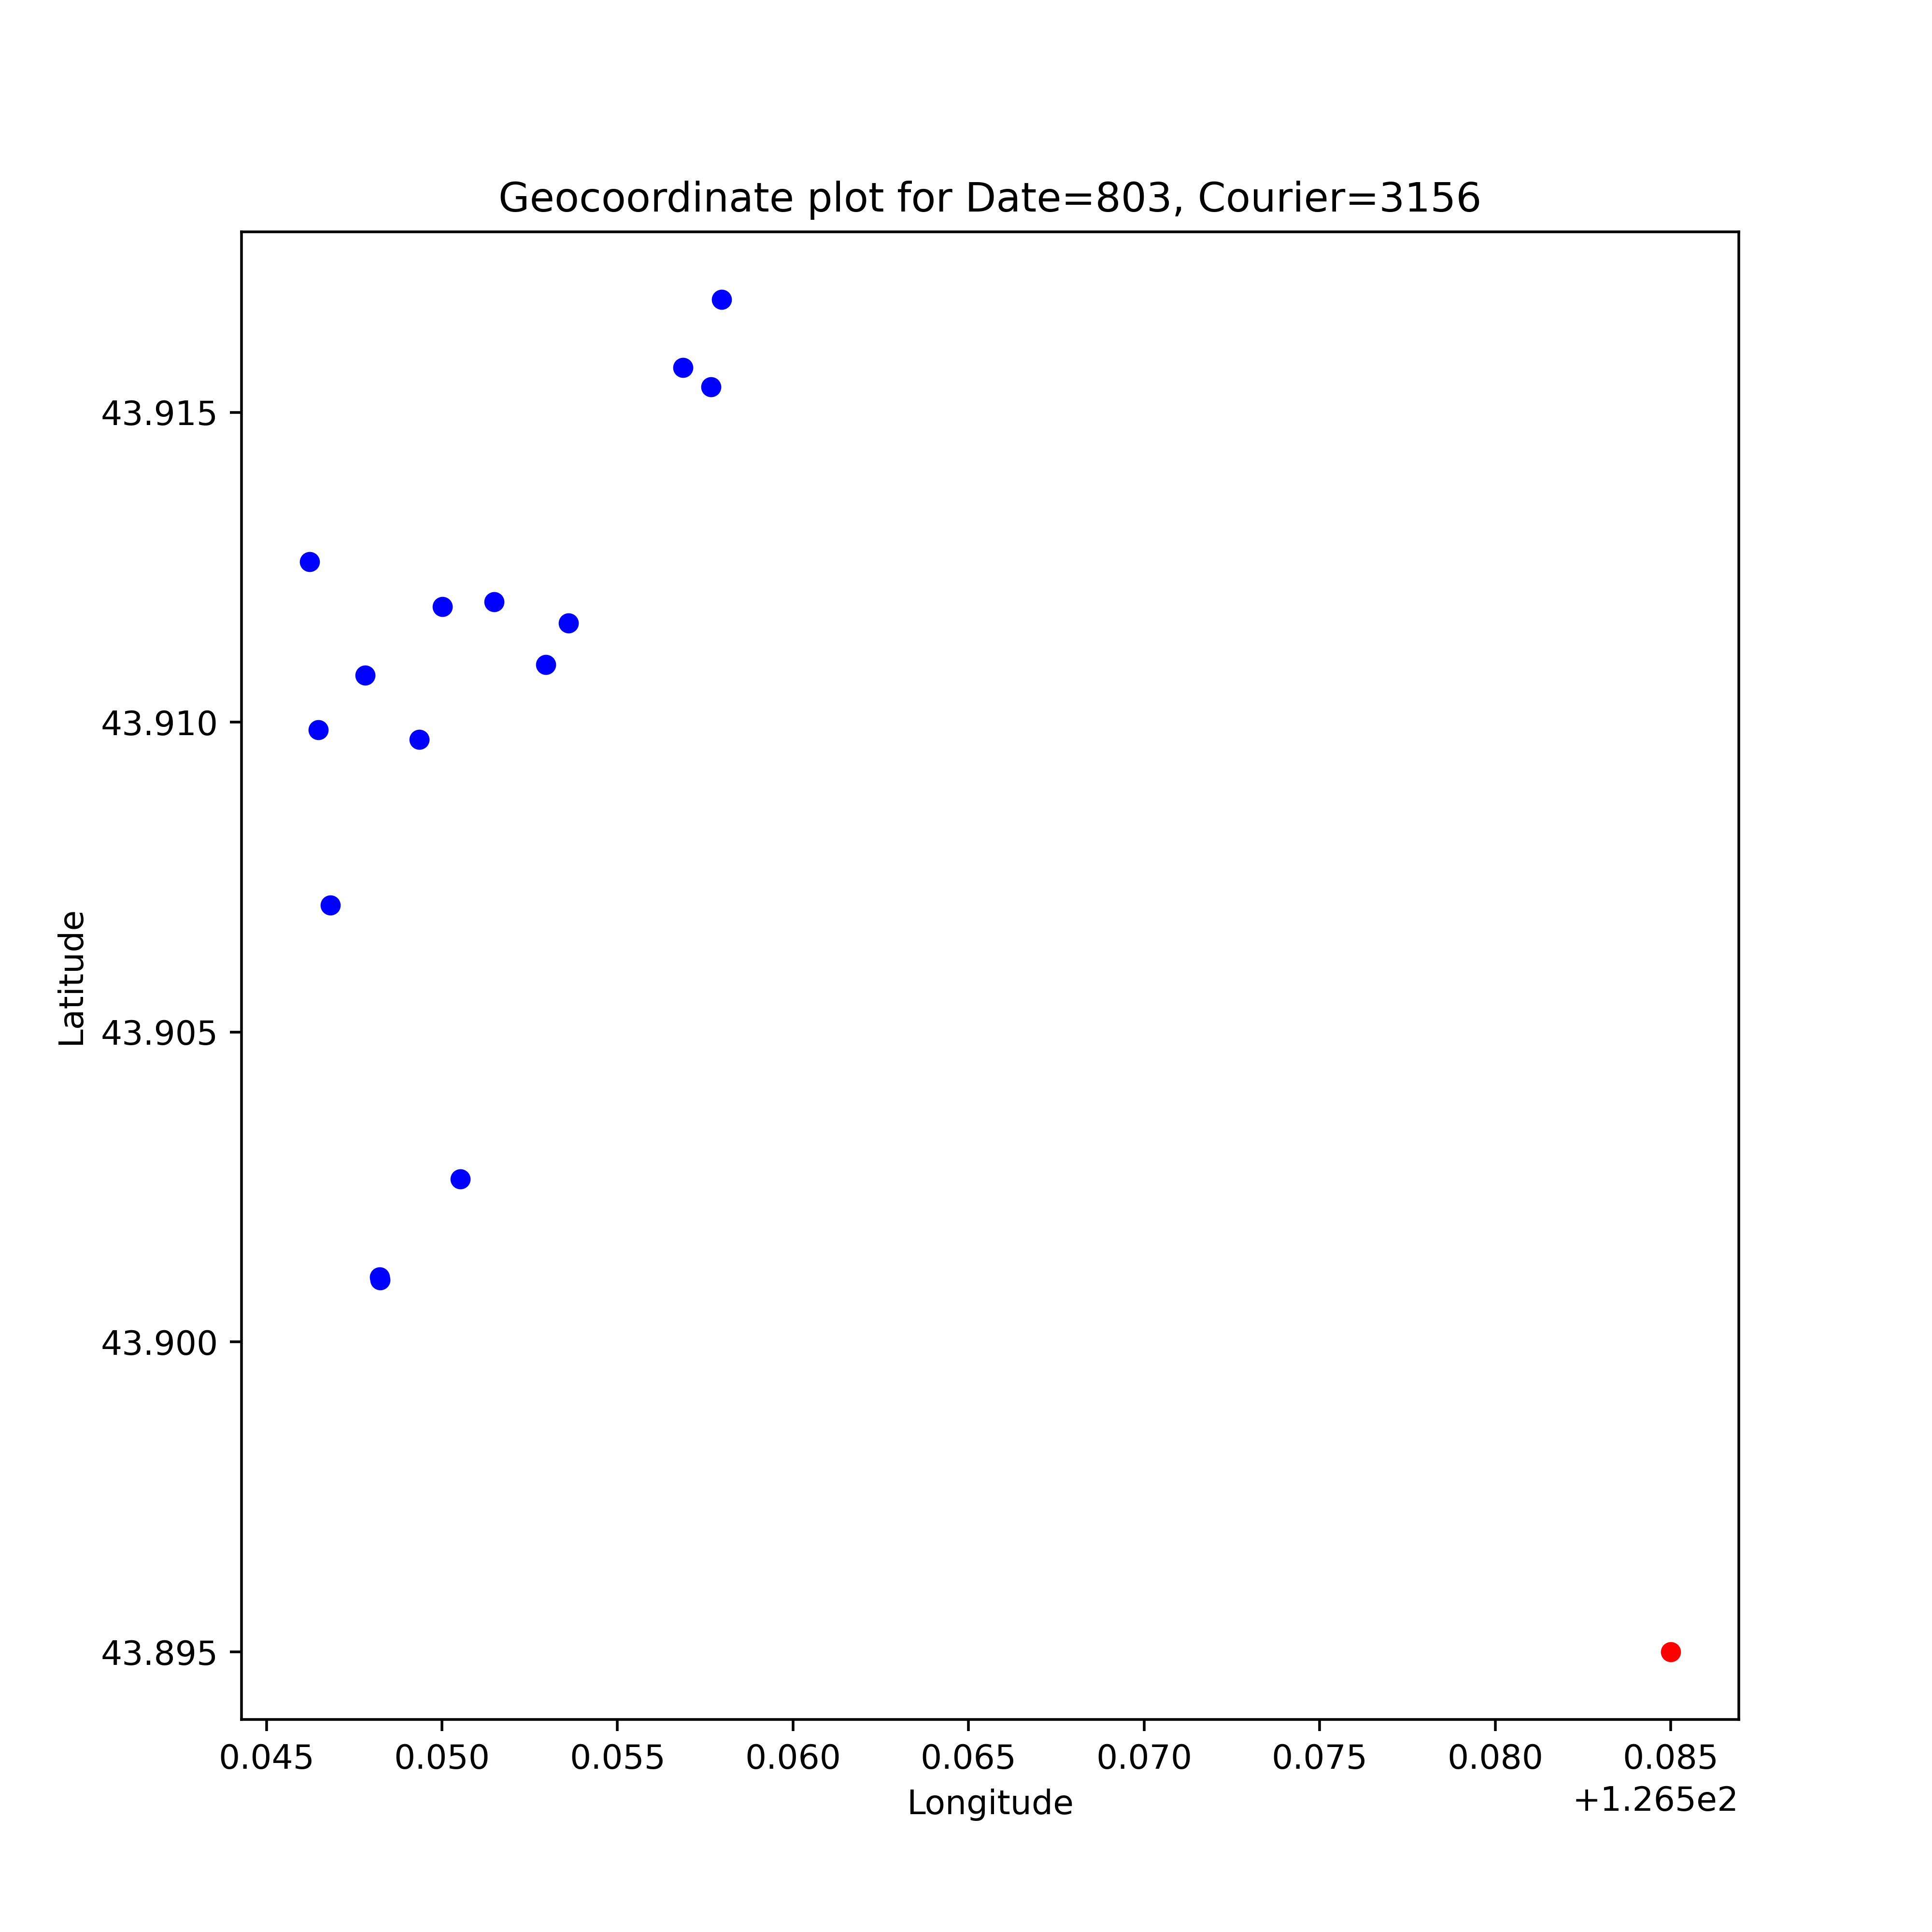 Geocoordinate plot for Date=803, Courier=3156
Latitude
43.915
43.910
43.905
43.900
43.895
0.045 0.050 0.055 0.060 0.065 0.070 0.075 0.080 0.085
Longitude
+1.265e2